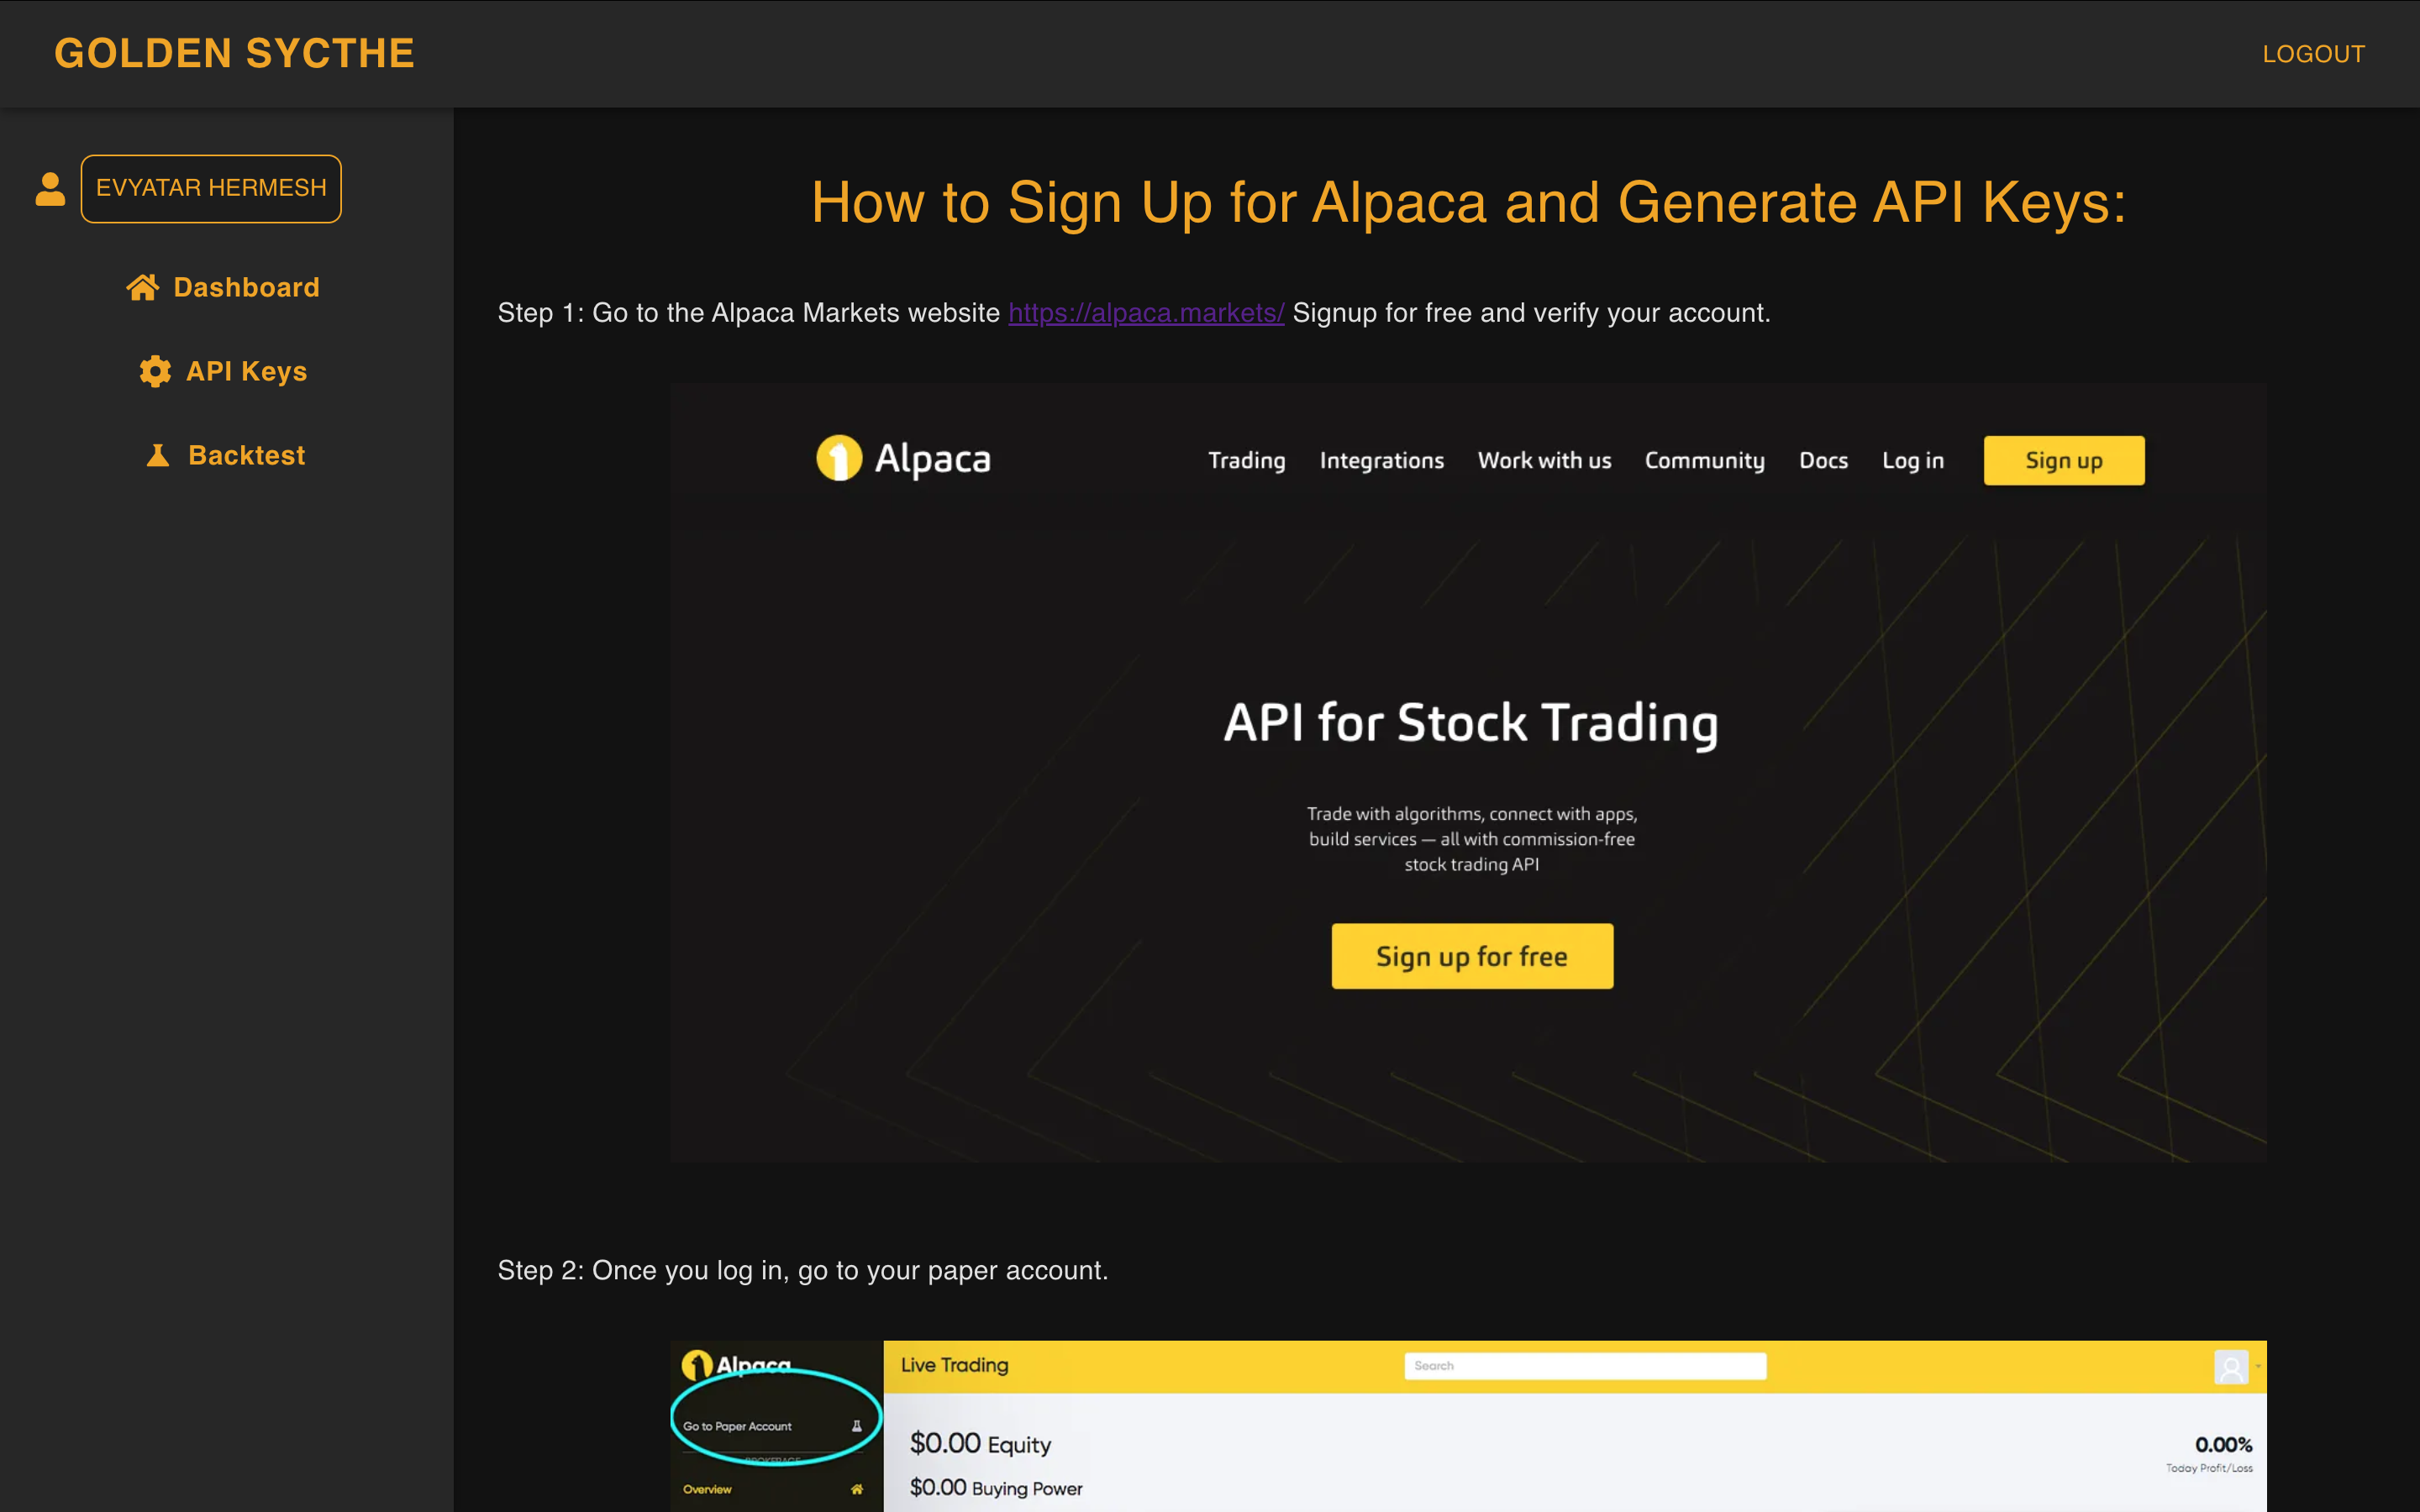 GOLDEN SYCTHE
LOGOUT
EVYATAR HERMESH
Dashboard
API Keys
Backtest
How to Sign Up for Alpaca and Generate API Keys:
Step 1: Go to the Alpaca Markets website https://alpaca.markets/ Signup for free and verify your account.
Alpaca
Trading Integrations Work with us Community Docs Log in Sign up
API for Stock Trading
Trade with algorithms, connect with apps,
build services — all with commission-free
stock trading API
Sign up for free
Step 2: Once you log in, go to your paper account.
Alpaca
Live Trading
Search
Go to Paper Account
BROKERAGE
Overview
$0.00 Equity
$0.00 Buying Power
0.00%
Today Profit/Loss